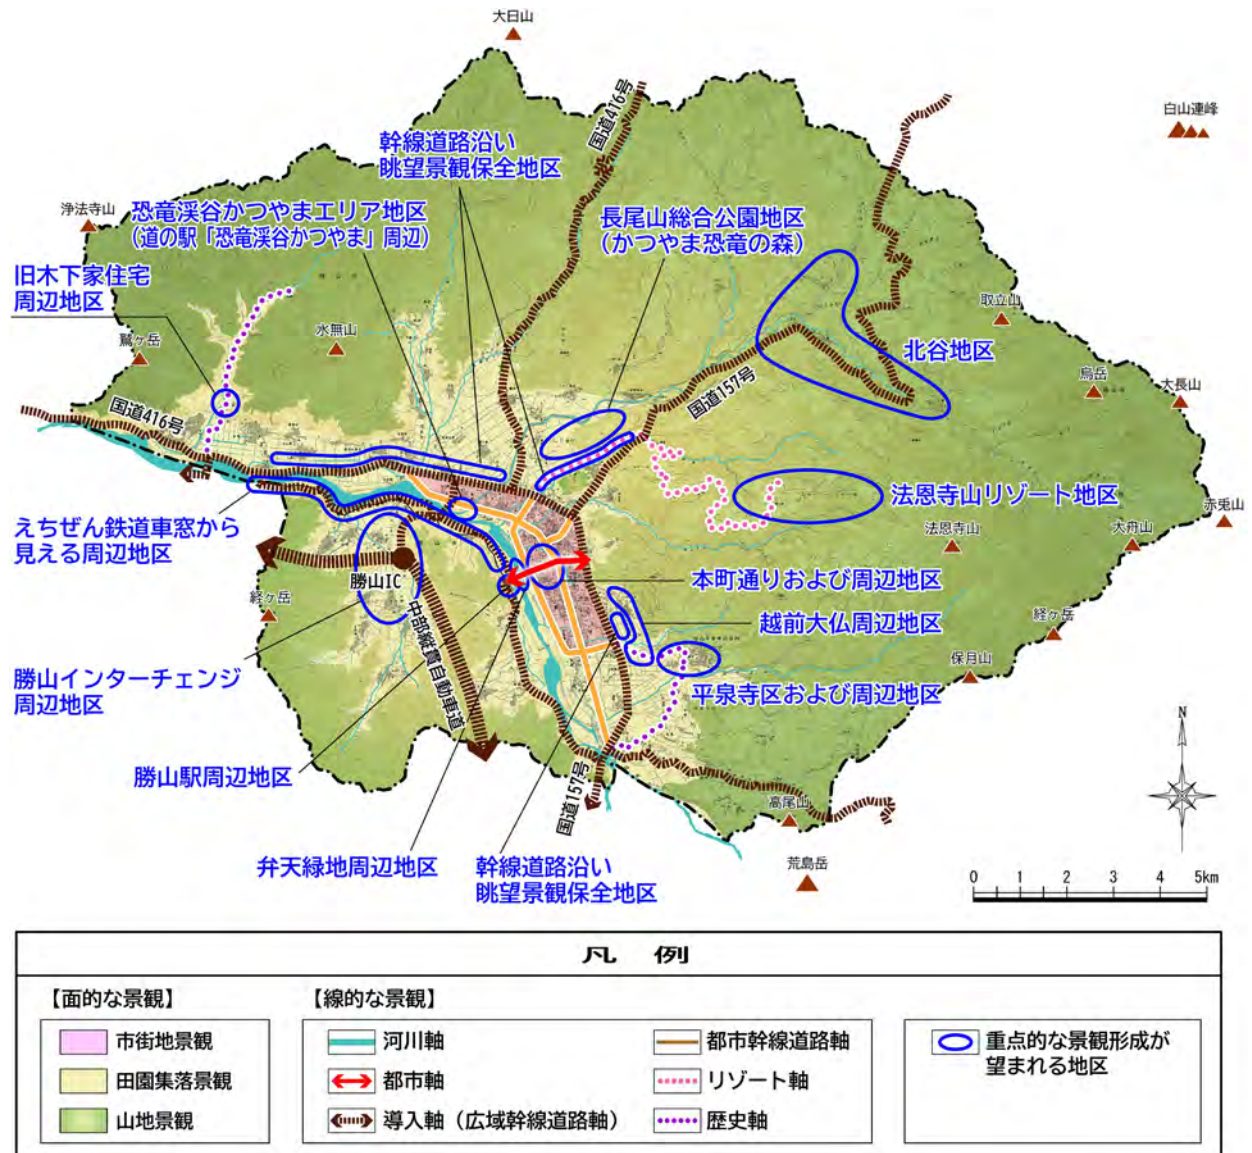 大日山
白山連峰
国道416号
幹線道路沿い
眺望景観保全地区
浄法寺山
恐竜渓谷かつやまエリア地区
(道の駅「恐竜渓谷かつやま」周辺)
長尾山総合公園地区
(かつやま恐竜の森)
旧木下家住宅
周辺地区
取立山
水無山
鷲ヶ岳
北谷地区
烏岳
大長山
国道157号
国道416号
法恩寺山リゾート地区
赤兎山
えちぜん鉄道車窓から
見える周辺地区
法恩寺山
大舟山
勝山IC
本町通りおよび周辺地区
経ヶ岳
越前大仏周辺地区
経ヶ岳
中部縦貫自動車道
保月山
勝山インターチェンジ
周辺地区
平泉寺区および周辺地区
N
勝山駅周辺地区
国道157号
高尾山
弁天緑地周辺地区
幹線道路沿い
眺望景観保全地区
荒島岳
0 1 2 3 4 5km
凡 例
【面的な景観】
【線的な景観】
市街地景観
河川軸
都市幹線道路軸
重点的な景観形成が
望まれる地区
田園集落景観
都市軸
リゾート軸
山地景観
導入軸(広域幹線道路軸)
歴史軸